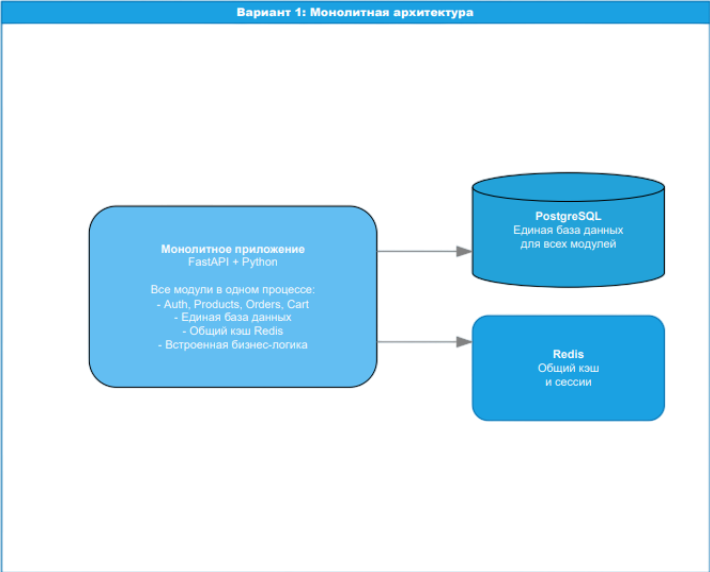 Вариант 1: Монолитная архитектура
Монолитное приложение
FastAPI + Python
Все модули в одном процессе:
- Auth, Products, Orders, Cart
- Единая база данных
- Общий кэш Redis
- Встроенная бизнес-логика
PostgreSQL
Единая база данных
для всех модулей
Redis
Общий кэш
и сессии